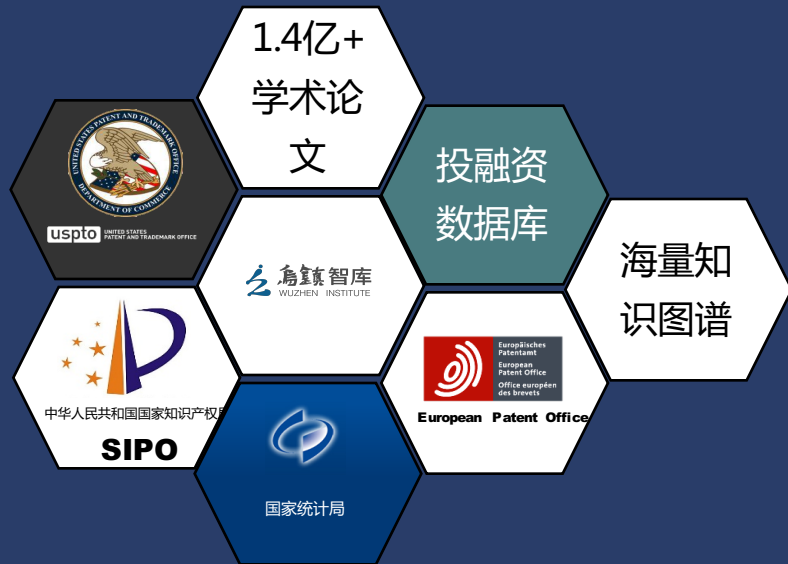 1.4亿+
学术论
文
UNITED STATES PATENT AND TRADEMARK OFFICE
DEPARTMENT OF COMMERCE
uspto
UNITED STATES
PATENT AND TRADEMARK OFFICE
投融资
数据库
乌镇智库
WUZHEN INSTITUTE
海量知
识图谱
中华人民共和国国家知识产权局
SIPO
Europäisches
Patentamt
European
Patent Office
Office européen
des brevets
European Patent Office
国家统计局